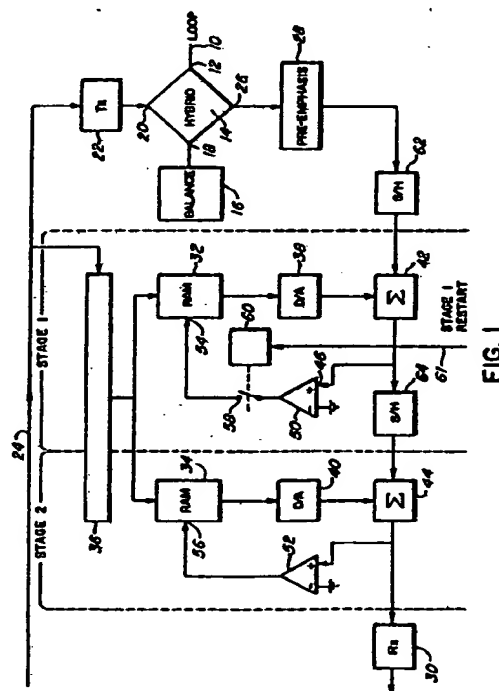 24
36
STAGE 2
STAGE 1
22
TX
RAM
34
56
RAM
32
54
20
HYBRID
12
10
LOOP
BALANCE
16
18
14
26
52
D/A
40
58
60
D/A
38
PRE-EMPHASIS
28
50
46
Σ
44
S/H
64
61
STAGE 1
RESTART
Σ
42
S/H
62
RX
30
+
-
+
-
FIG. 1